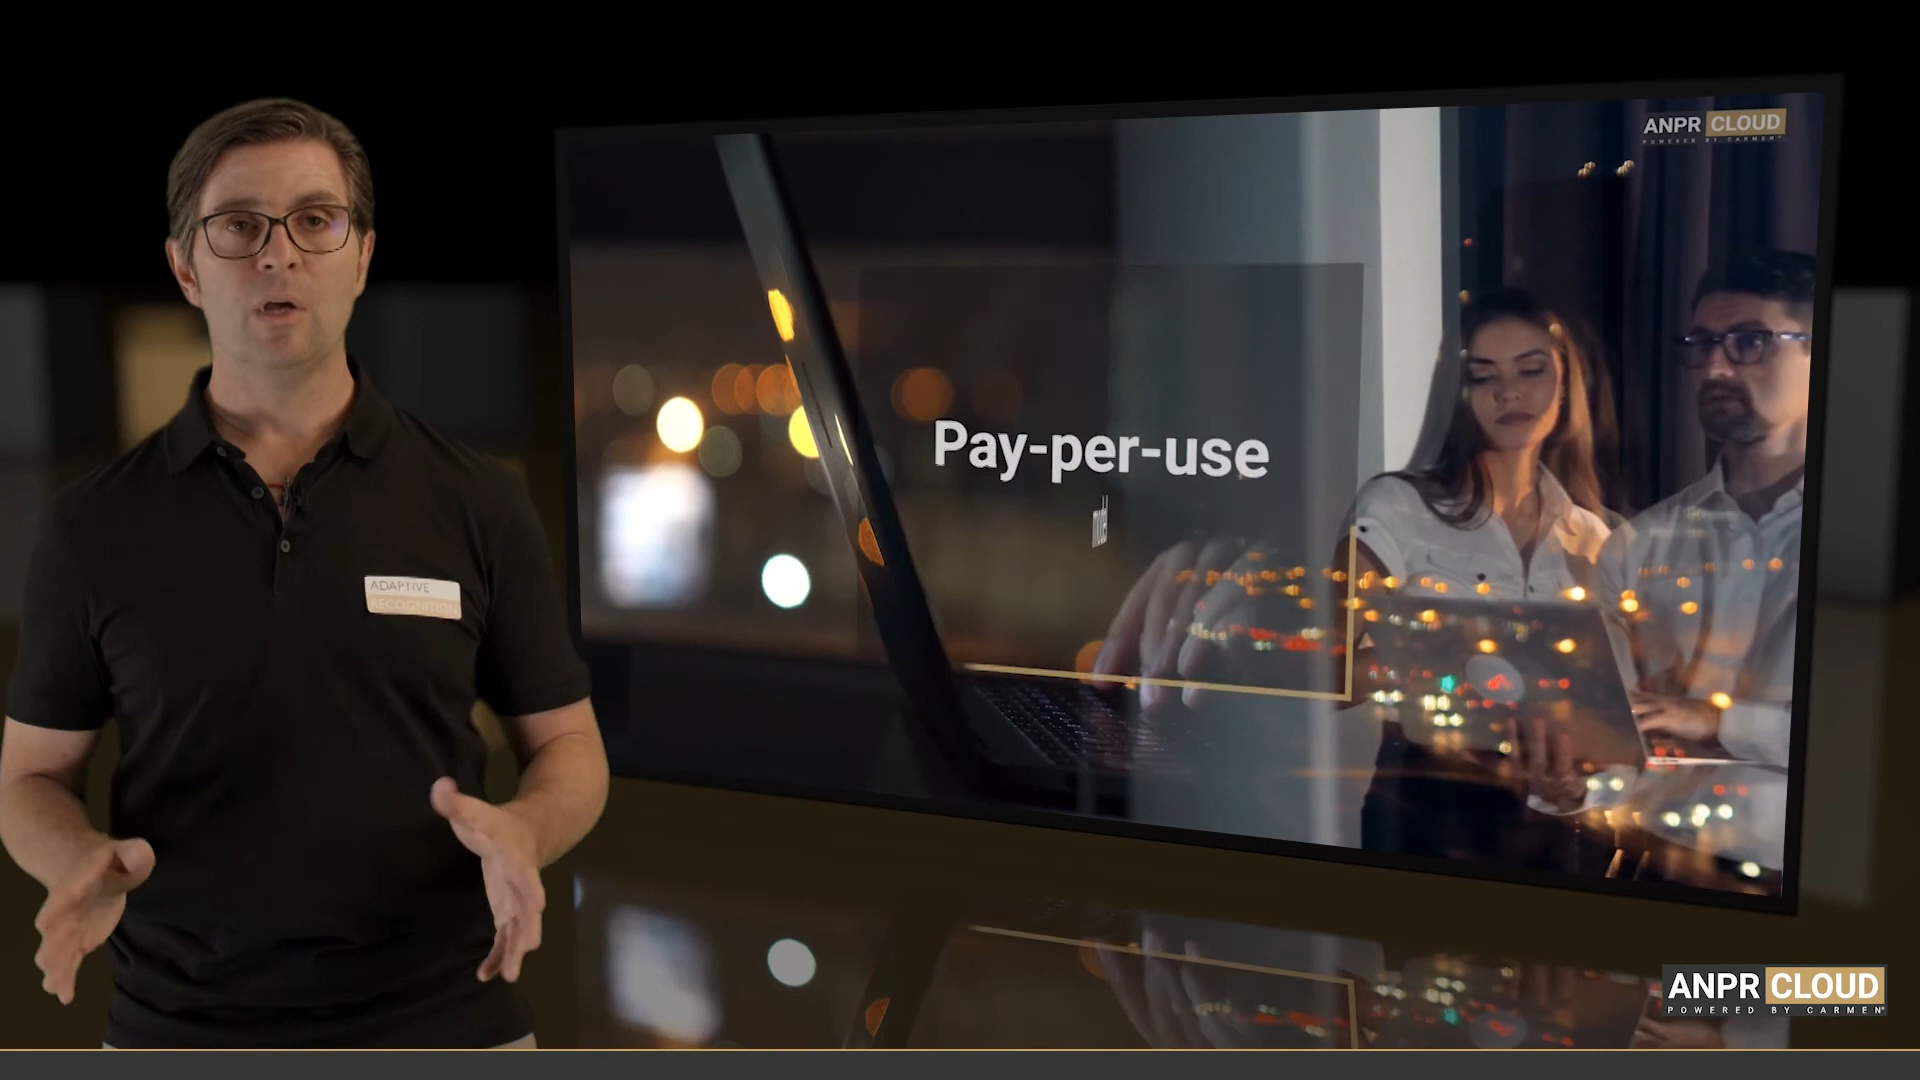 ANPR CLOUD
POWERED BY CARMEN®
Pay-per-use
model
ADAPTIVE
RECOGNITION
ANPR CLOUD
POWERED BY CARMEN®